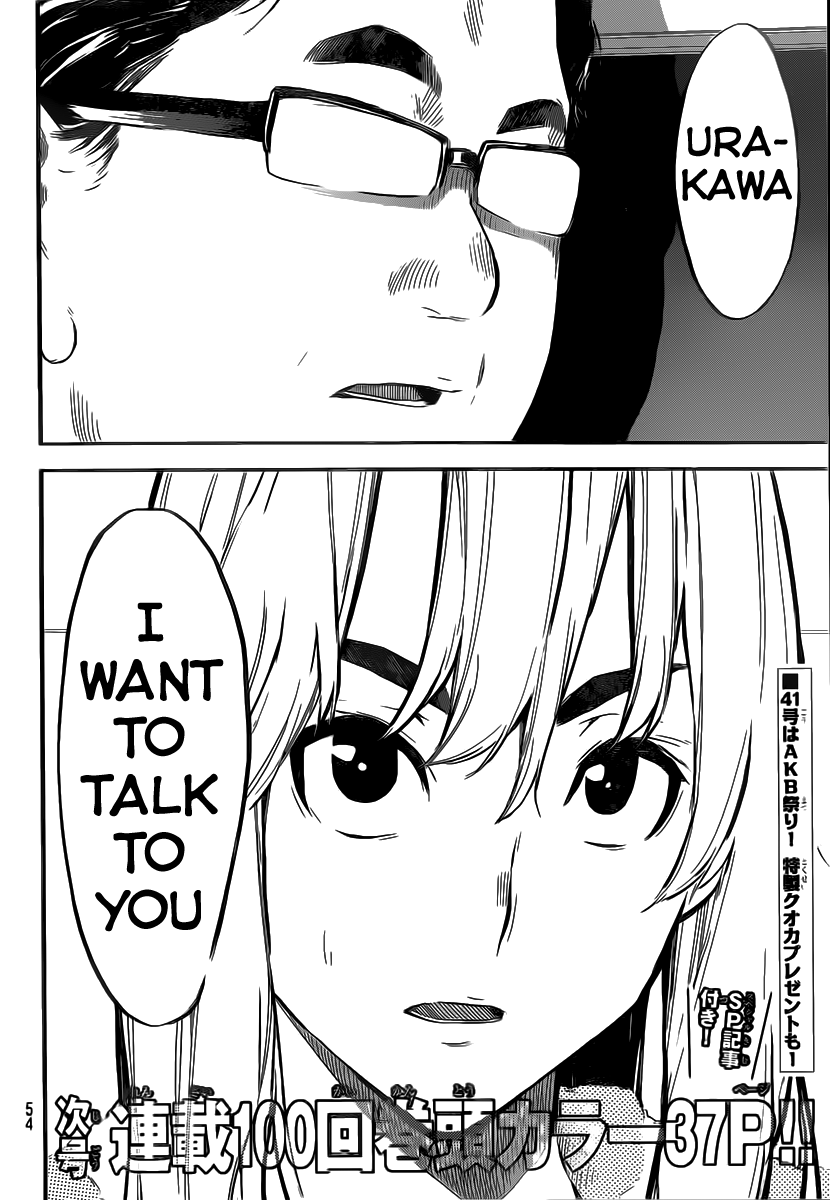 URA-
KAWA
I
WANT
TO
TALK
TO
YOU
■41号はAKB祭り！ 特製クオカプレゼントも！
SP記事
付き！
次号
連載100回巻頭カラー37P!!
54